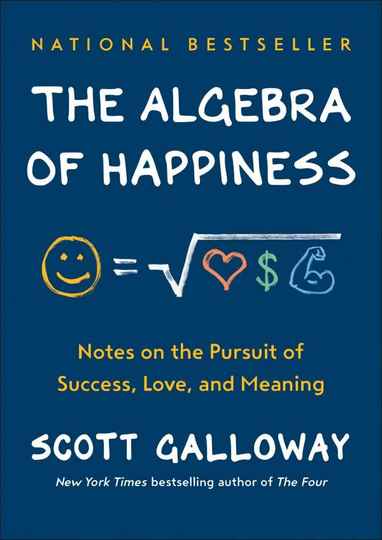 NATIONAL BESTSELLER
THE ALGEBRA
OF HAPPINESS
= √ $
Notes on the Pursuit of
Success, Love, and Meaning
SCOTT GALLOWAY
New York Times bestselling author of The Four